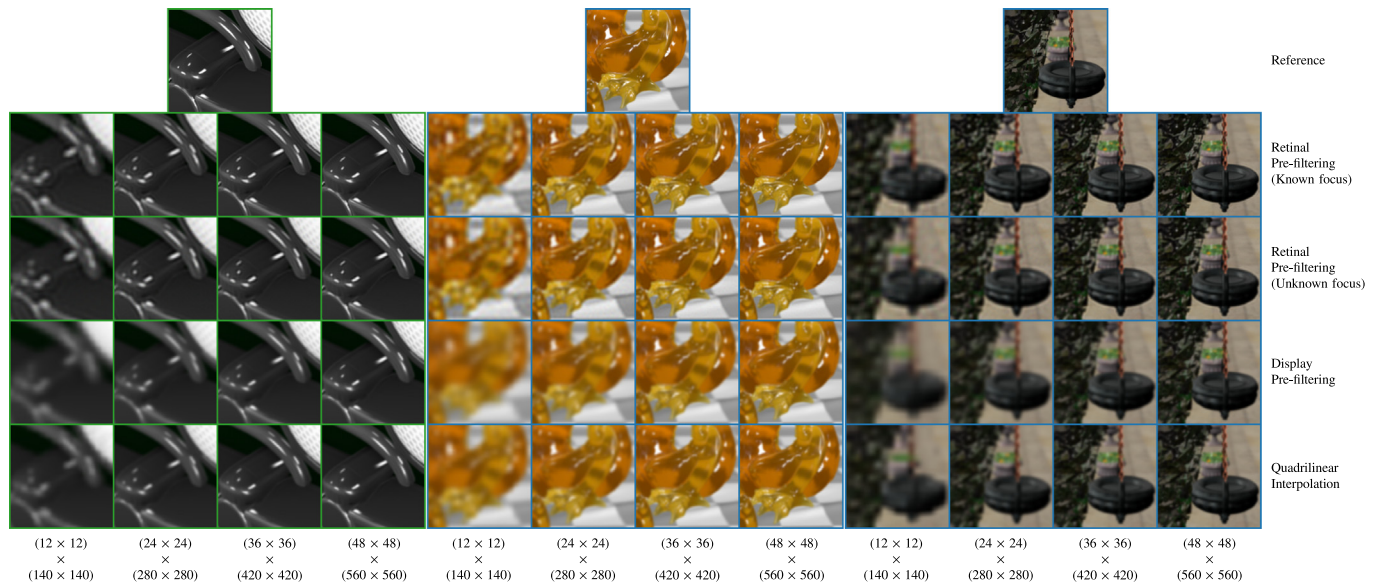 Reference
Retinal
Pre-filtering
(Known focus)
Retinal
Pre-filtering
(Unknown focus)
Display
Pre-filtering
Quadrilinear
Interpolation
(12 × 12) (24 × 24) (36 × 36) (48 × 48) (12 × 12) (24 × 24) (36 × 36) (48 × 48) (12 × 12) (24 × 24) (36 × 36) (48 × 48)
× × × × × × × × × × × ×
(140 × 140) (280 × 280) (420 × 420) (560 × 560) (140 × 140) (280 × 280) (420 × 420) (560 × 560) (140 × 140) (280 × 280) (420 × 420) (560 × 560)